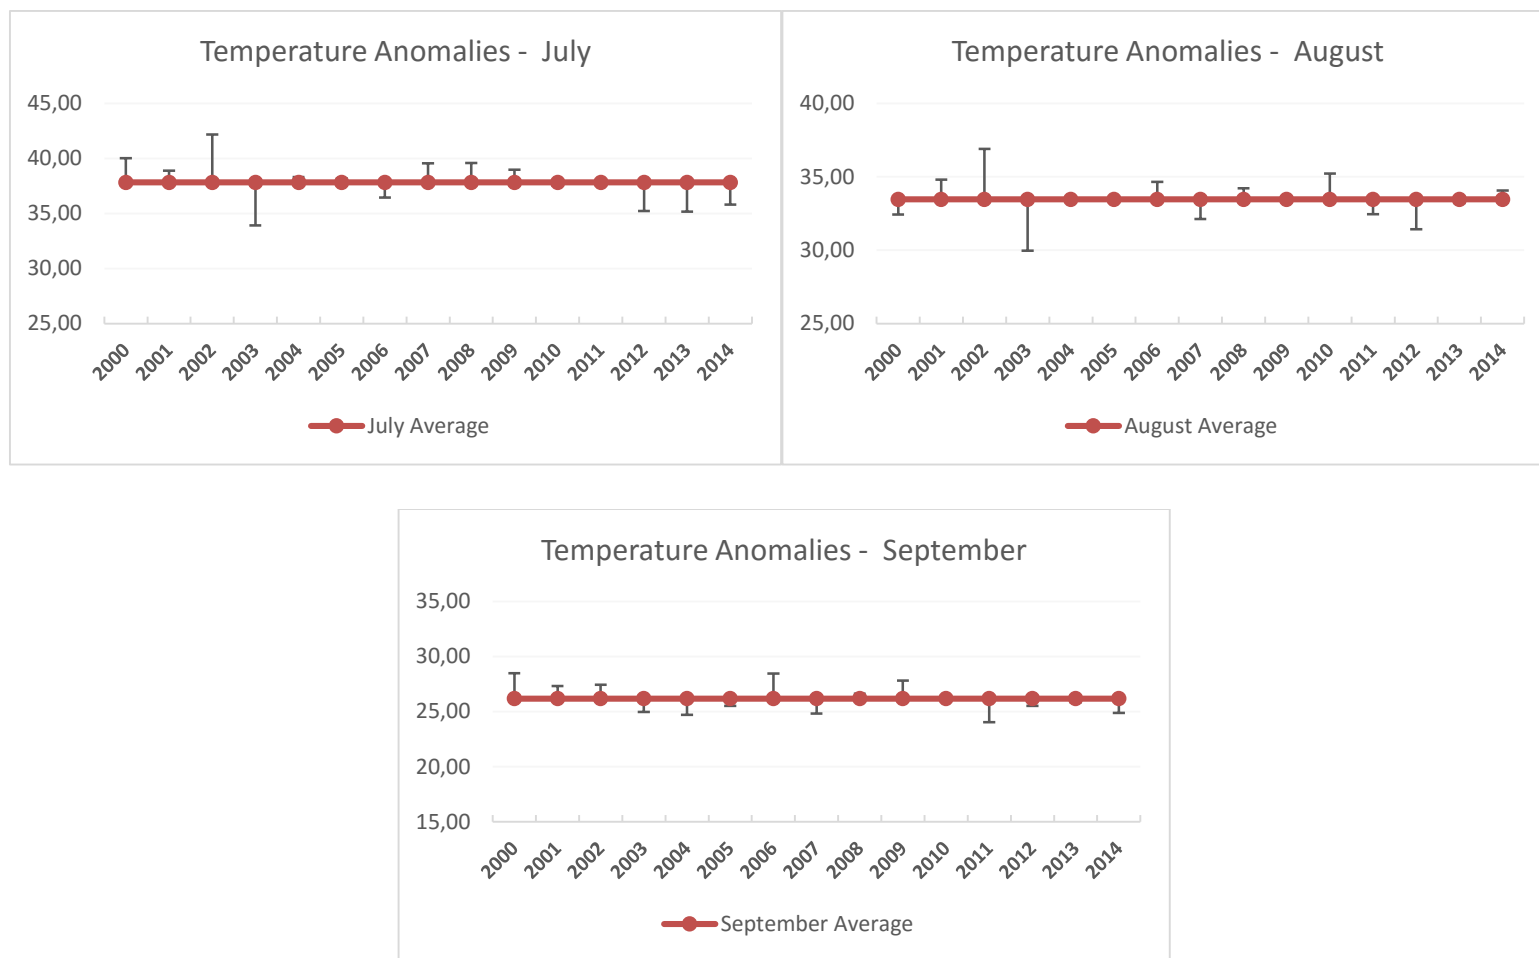 Temperature Anomalies - July
45,00
40,00
35,00
30,00
25,00
2000 2001 2002 2003 2004 2005 2006 2007 2008 2009 2010 2011 2012 2013 2014
July Average
Temperature Anomalies - August
40,00
35,00
30,00
25,00
2000 2001 2002 2003 2004 2005 2006 2007 2008 2009 2010 2011 2012 2013 2014
August Average
Temperature Anomalies - September
35,00
30,00
25,00
20,00
15,00
2000 2001 2002 2003 2004 2005 2006 2007 2008 2009 2010 2011 2012 2013 2014
September Average